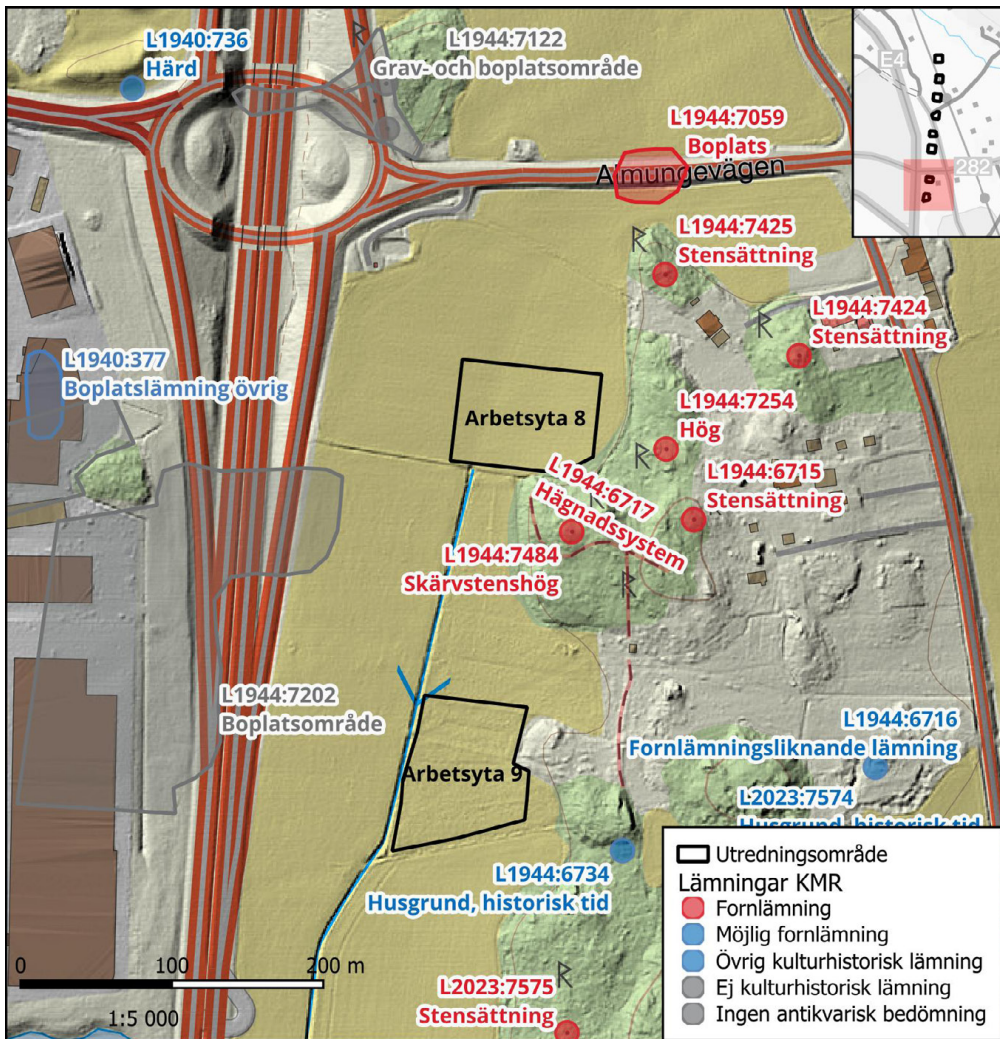 L1940:736
Härd
L1944:7122
Grav- och boplatsområde
E4
282
L1944:7059
Boplats
Almungevägen
R
L1944:7425
Stensättning
R
L1944:7424
Stensättning
R
L1940:377
Boplatslämning övrig
Arbetsyta 8
L1944:7254
Hög
R
L1944:6717
Hägnadssystem
L1944:6715
Stensättning
L1944:7484
Skärvstenshög
R
L1944:7202
Boplatsområde
Arbetsyta 9
L1944:6716
Fornlämningsliknande lämning
L2023:7574
Husgrund, historisk tid
L1944:6734
Husgrund, historisk tid
R
L2023:7575
Stensättning
0 100 200 m
1:5 000
Utredningsområde
Lämningar KMR
Fornlämning
Möjlig fornlämning
Övrig kulturhistorisk lämning
Ej kulturhistorisk lämning
Ingen antikvarisk bedömning